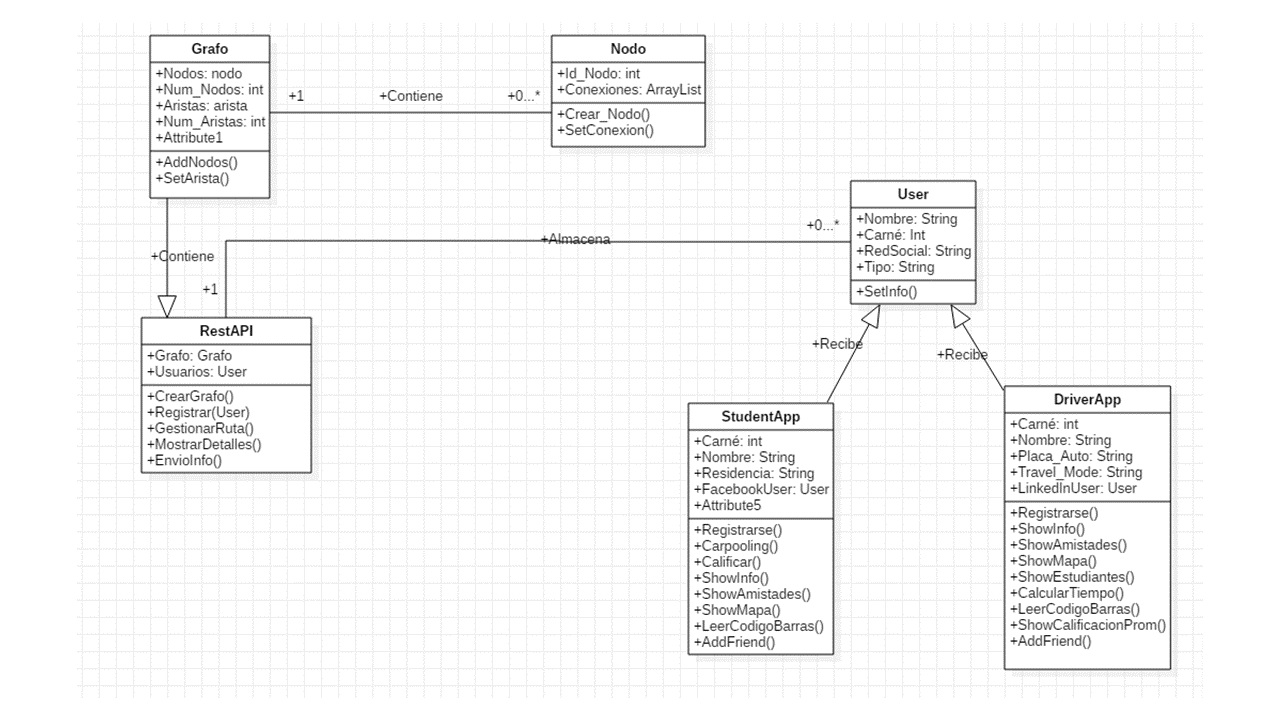 Grafo
+Nodos: nodo
+Num_Nodos: int
+Aristas: arista
+Num_Aristas: int
+Attribute1
+AddNodos()
+SetArista()
+1
+Contiene
+0...*
Nodo
+Id_Nodo: int
+Conexiones: ArrayList
+Crear_Nodo()
+SetConexion()
User
+Nombre: String
+Carné: Int
+RedSocial: String
+Tipo: String
+SetInfo()
+0...*
+Almacena
+Contiene
+1
RestAPI
+Grafo: Grafo
+Usuarios: User
+CrearGrafo()
+Registrar(User)
+GestionarRuta()
+MostrarDetalles()
+EnvioInfo()
+Recibe
+Recibe
StudentApp
+Carné: int
+Nombre: String
+Residencia: String
+FacebookUser: User
+Attribute5
+Registrarse()
+Carpooling()
+Calificar()
+ShowInfo()
+ShowAmistades()
+ShowMapa()
+LeerCodigoBarras()
+AddFriend()
DriverApp
+Carné: int
+Nombre: String
+Placa_Auto: String
+Travel_Mode: String
+LinkedInUser: User
+Registrarse()
+ShowInfo()
+ShowAmistades()
+ShowMapa()
+ShowEstudiantes()
+CalcularTiempo()
+LeerCodigoBarras()
+ShowCalificacionProm()
+AddFriend()